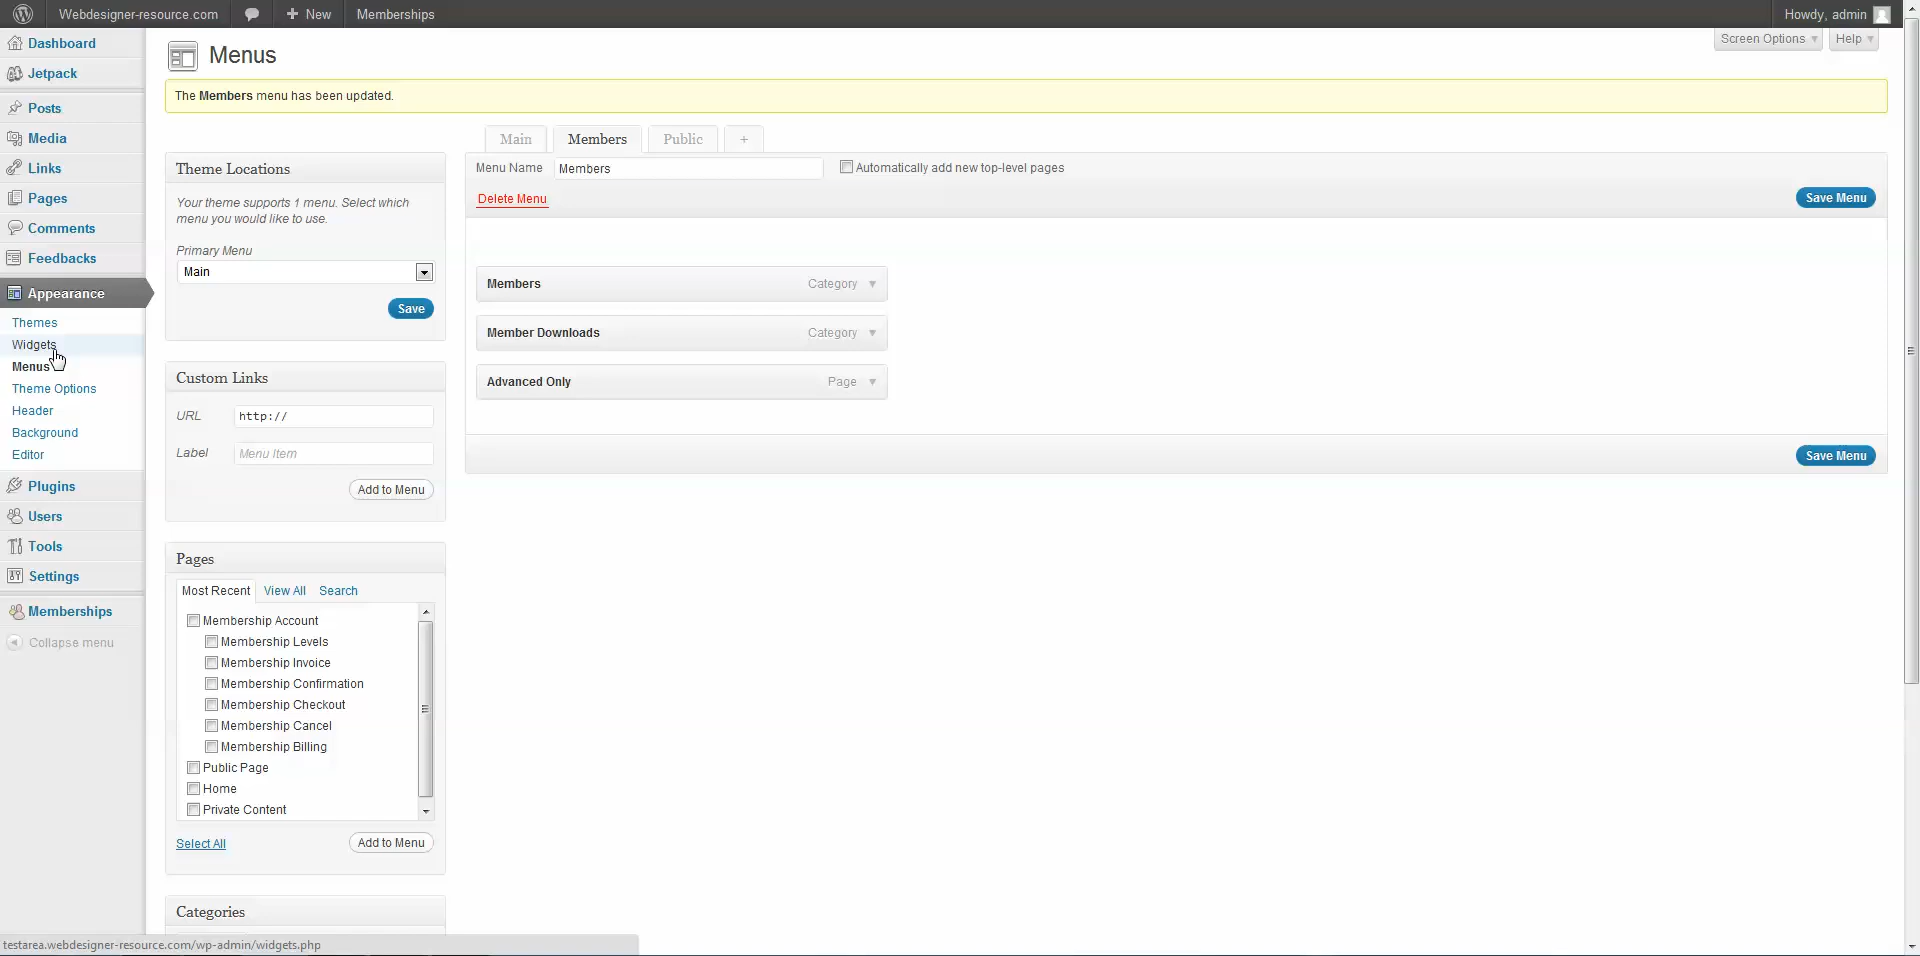 Webdesigner-resource.com
New
Memberships
Howdy, admin
Dashboard
Jetpack
Posts
Media
Links
Pages
Comments
Feedbacks
Appearance
Themes
Widgets
Menus
Theme Options
Header
Background
Editor
Plugins
Users
Tools
Settings
Memberships
Collapse menu
Menus
Screen Options
Help
The Members menu has been updated.
Theme Locations
Your theme supports 1 menu. Select which
menu you would like to use.
Primary Menu
Main
Save
Custom Links
URL http://
Label Menu Item
Add to Menu
Pages
Most Recent View All Search
Membership Account
Membership Levels
Membership Invoice
Membership Confirmation
Membership Checkout
Membership Cancel
Membership Billing
Public Page
Home
Private Content
Select All Add to Menu
Categories
Main Members Public +
Menu Name Members Automatically add new top-level pages
Delete Menu Save Menu
Members Category
Member Downloads Category
Advanced Only Page
Save Menu
testarea.webdesigner-resource.com/wp-admin/widgets.php